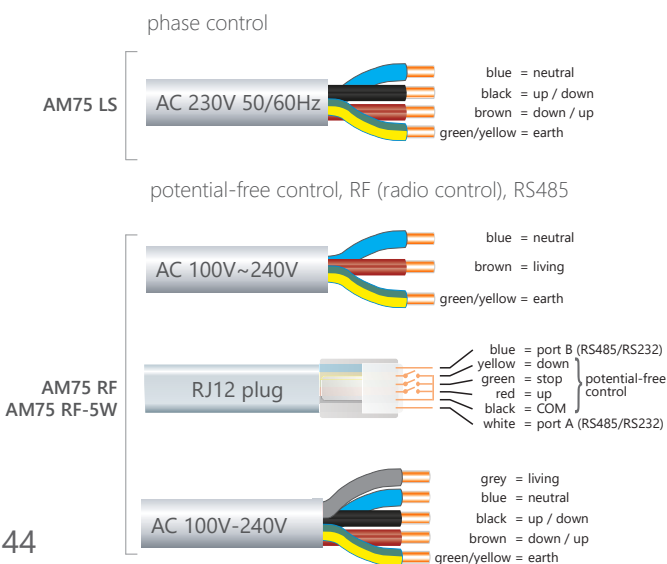 phase control
AM75 LS
AC 230V 50/60Hz
blue = neutral
black = up / down
brown = down / up
green/yellow = earth
potential-free control, RF (radio control), RS485
AC 100V~240V
blue = neutral
brown = living
green/yellow = earth
AM75 RF
AM75 RF-5W
RJ12 plug
blue = port B (RS485/RS232)
yellow = down
green = stop
red = up
black = COM
white = port A (RS485/RS232)
potential-free
control
AC 100V-240V
grey = living
blue = neutral
black = up / down
brown = down / up
green/yellow = earth
44